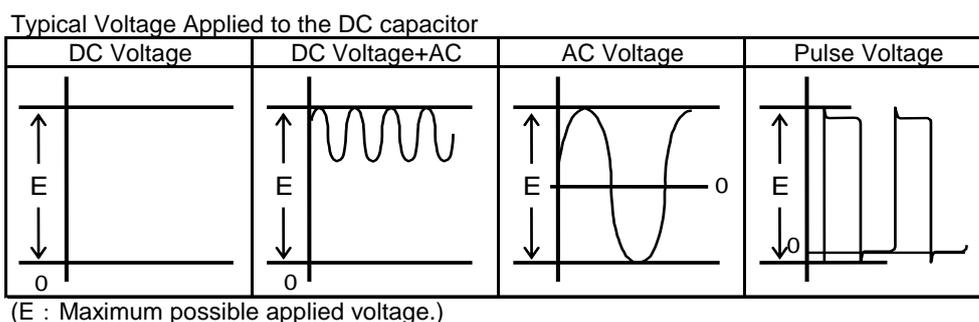 Typical Voltage Applied to the DC capacitor
DC Voltage DC Voltage+AC AC Voltage Pulse Voltage
E E E 0 E
0
0 0
(E：Maximum possible applied voltage.)